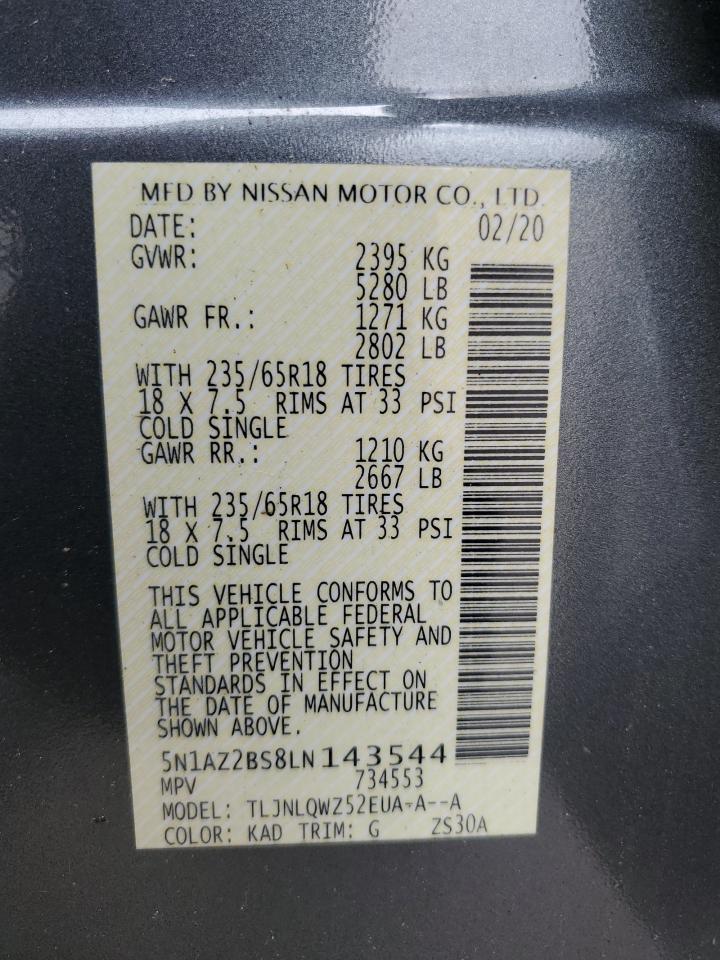 MFD BY NISSAN MOTOR CO., LTD.
DATE: 02/20
GVWR: 2395 KG
5280 LB
GAWR FR.: 1271 KG
2802 LB
WITH 235/65R18 TIRES
18 X 7.5 RIMS AT 33 PSI
COLD SINGLE
GAWR RR.: 1210 KG
2667 LB
WITH 235/65R18 TIRES
18 X 7.5 RIMS AT 33 PSI
COLD SINGLE
THIS VEHICLE CONFORMS TO
ALL APPLICABLE FEDERAL
MOTOR VEHICLE SAFETY AND
THEFT PREVENTION
STANDARDS IN EFFECT ON
THE DATE OF MANUFACTURE
SHOWN ABOVE.
5N1AZ2BS8LN143544
MPV 734553
MODEL: TLJNLQWZ52EUA-A--A
COLOR: KAD TRIM: G ZS30A